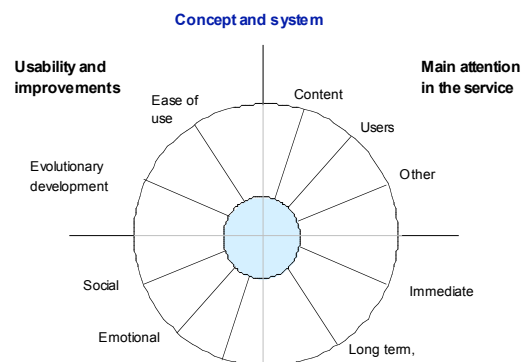 Concept and system
Usability and
improvements
Main attention
in the service
Ease of
use
Content
Users
Evolutionary
development
Other
Social
Immediate
Emotional
Long term,